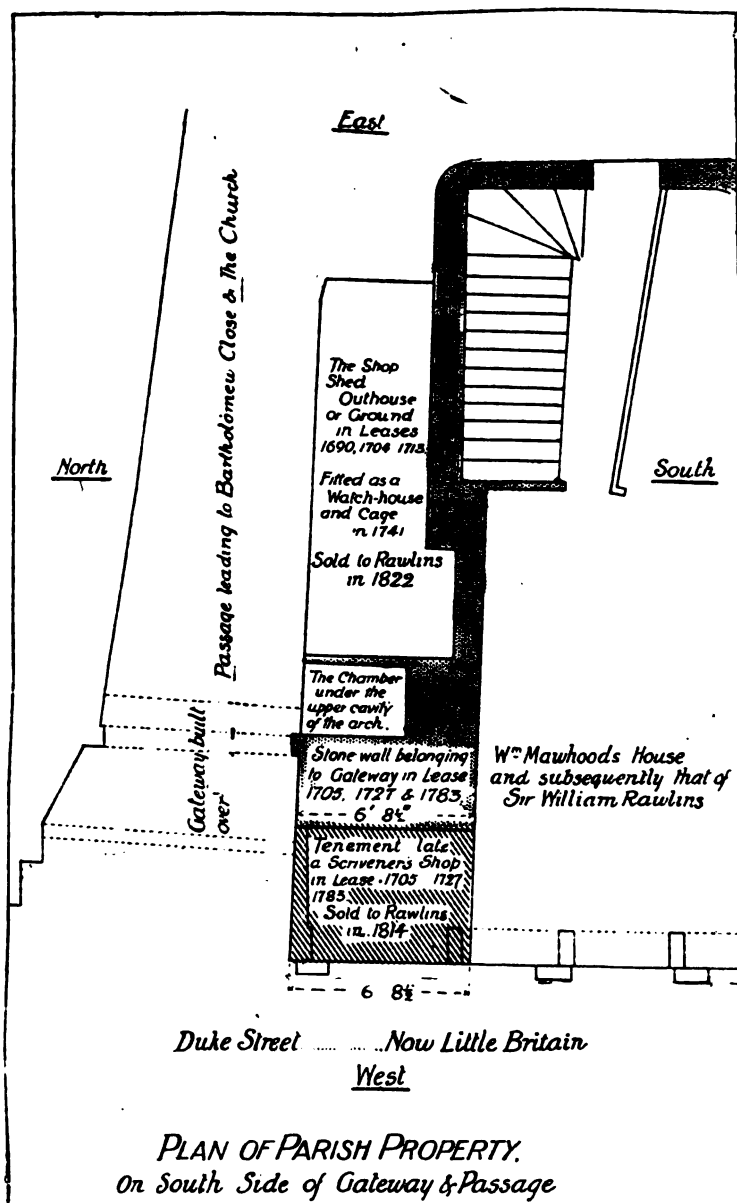 East
Passage leading to Bartholomew Close & The Church
The Shop
Shed
Outhouse
or Ground
in Leases
1690, 1704 1713
Fitted as a
Watch-house
and Cage
in 1741
Sold to Rawlins
in 1822
North
South
The Chamber
under the
upper cavity
of the arch.
Gateway built
over
Stone wall belonging
to Gateway in Lease
1705, 1727 & 1783,
6' 8½"
Wm Mawhoods House
and subsequently that of
Sir William Rawlins
Tenement late
a Scrivener's Shop
in Lease 1705 1727
1783
Sold to Rawlins
in 1814
6 8½
Duke Street ..... ..... Now Little Britain
West
PLAN OF PARISH PROPERTY.
On South Side of Gateway & Passage